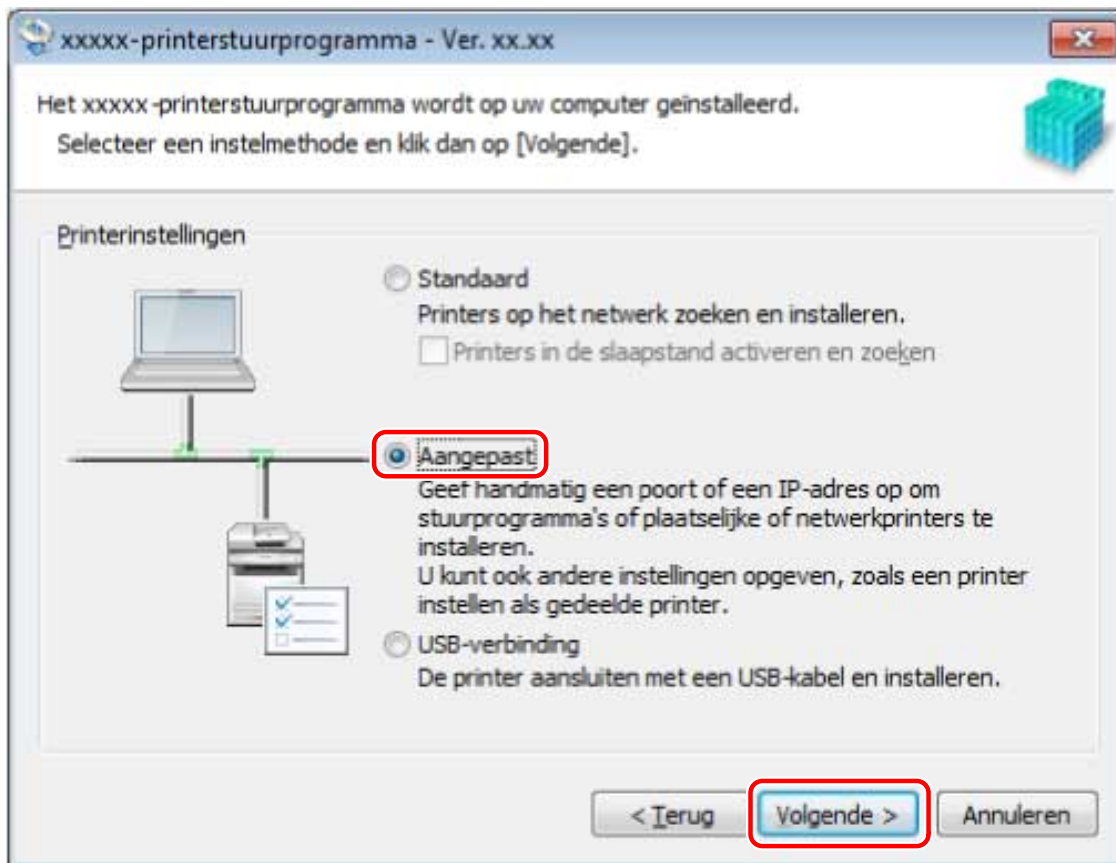 xxxxx-printerstuurprogramma - Ver. xx.xx
Het xxxxx-printerstuurprogramma wordt op uw computer geïnstalleerd.
Selecteer een instelmethode en klik dan op [Volgende].
Printerinstellingen
Standaard
Printers op het netwerk zoeken en installeren.
Printers in de slaapstand activeren en zoeken
Aangepast
Geef handmatig een poort of een IP-adres op om
stuurprogramma's of plaatselijke of netwerkprinters te
installeren.
U kunt ook andere instellingen opgeven, zoals een printer
instellen als gedeelde printer.
USB-verbinding
De printer aansluiten met een USB-kabel en installeren.
< Terug
Volgende >
Annuleren